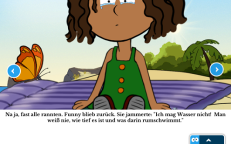 Na ja, fast alle rannten. Funny blieb zurück. Sie jammerte: "Ich mag Wasser nicht!  Man
weiß nie, wie tief es ist und was darin rumschwimmt."